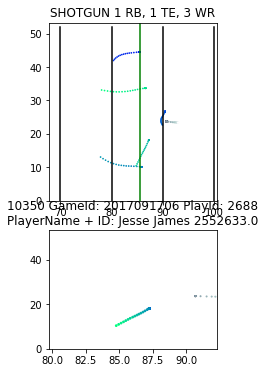 SHOTGUN 1 RB, 1 TE, 3 WR
50
40
30
20
10
0
70 80 90 100
10350 GameId: 2017091706 PlayId: 2688
PlayerName + ID: Jesse James 2552633.0
40
20
0
80.0 82.5 85.0 87.5 90.0